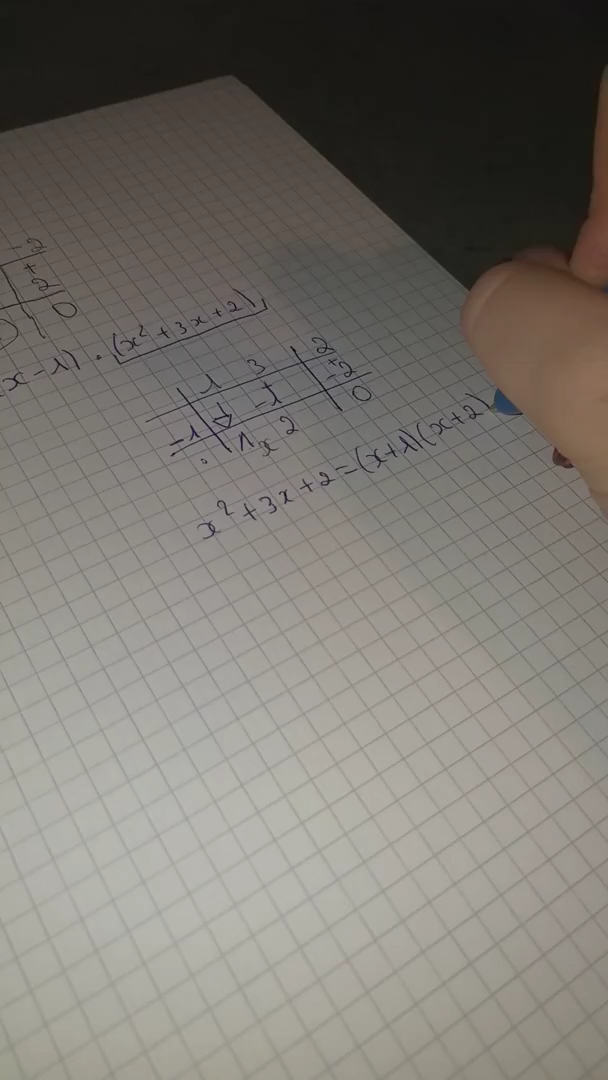 -2
+
2
0
x-1) · (x² + 3x + 2),
1 3 2
+
-1 -1 -2
1 x 2 0
x² + 3x + 2 = (x+1)(x+2)